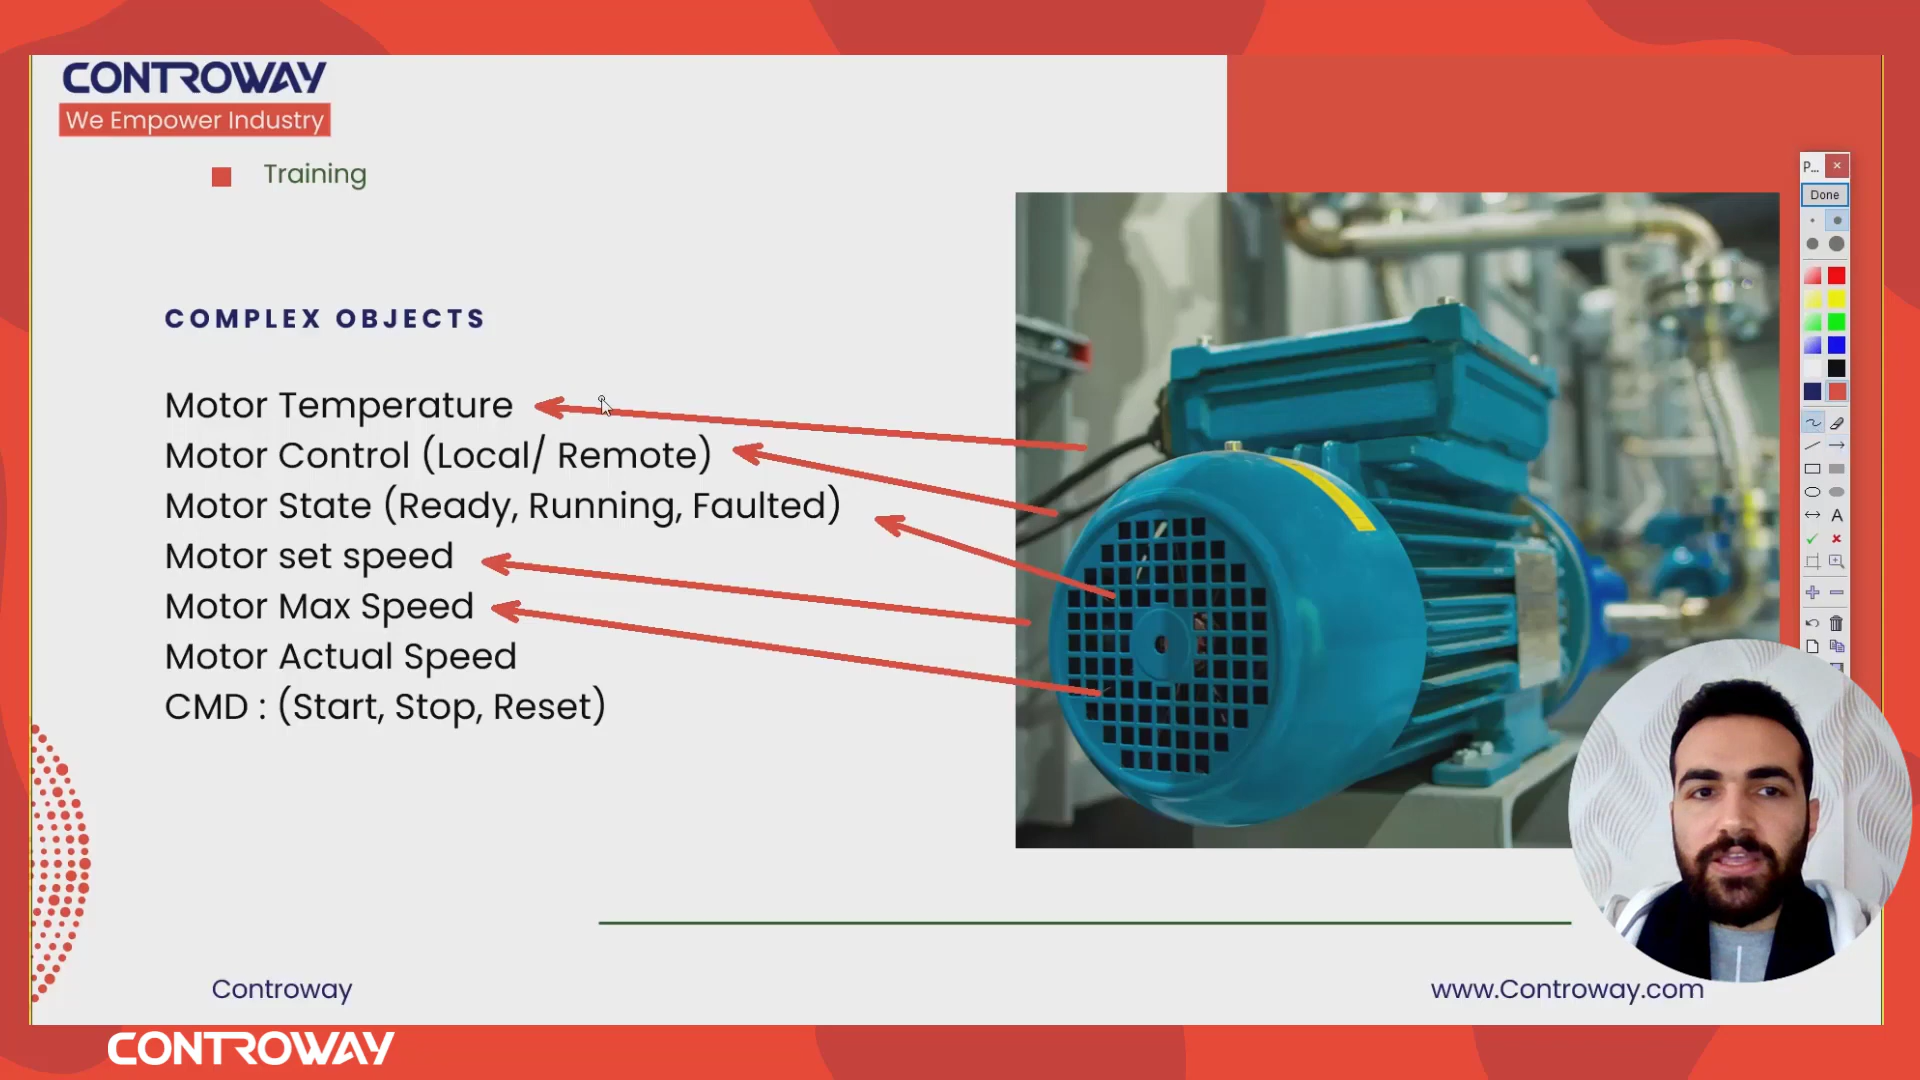 CONTROWAY
We Empower Industry
Training
COMPLEX OBJECTS
Motor Temperature
Motor Control (Local/ Remote)
Motor State (Ready, Running, Faulted)
Motor set speed
Motor Max Speed
Motor Actual Speed
CMD : (Start, Stop, Reset)
P...
Done
A
Controway
www.Controway.com
CONTROWAY